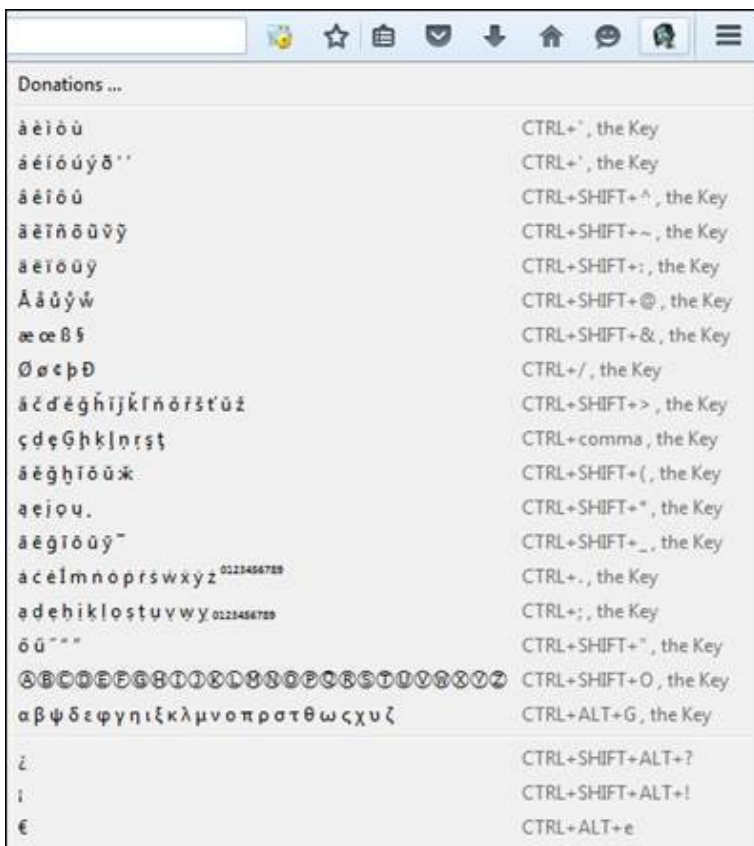 Donations ...
à è ì ò ù CTRL+`, the Key
á é í ó ú ý ð ' ' CTRL+', the Key
â ê î ô û CTRL+SHIFT+^, the Key
ã ẽ ĩ ñ õ ũ ṽ ỹ CTRL+SHIFT+~, the Key
ä ë ï ö ü ÿ CTRL+SHIFT+:, the Key
Å å ů ẙ ẘ CTRL+SHIFT+@, the Key
æ œ ß § CTRL+SHIFT+&, the Key
Ø ø ¢ þ Ð CTRL+/, the Key
ǎ č ď ě ǧ ȟ ǐ ǰ ǩ ľ ň ǒ ř š ť ǔ ž CTRL+SHIFT+>, the Key
ç ḑ ȩ Ģ ḩ ķ ļ ņ ŗ ş ţ CTRL+comma, the Key
ă ĕ ğ ḫ ĭ ŏ ŭ ӂ CTRL+SHIFT+(, the Key
ą ę į ǫ ų ˛ CTRL+SHIFT+*, the Key
ā ē ḡ ī ō ū ȳ ¯ CTRL+SHIFT+_, the Key
ȧ ċ ė İ ṁ ṅ ȯ ṗ ṙ ṡ ẇ ẋ ẏ ż ⁰¹²³⁴⁵⁶⁷⁸⁹ CTRL+., the Key
ạ ḍ ẹ ḥ ị ḳ ḷ ọ ṣ ṭ ụ ṿ ẉ ỵ ₀₁₂₃₄₅₆₇₈₉ CTRL+;, the Key
ő ű ˝ ˝ ˝ CTRL+SHIFT+", the Key
ⒶⒷⒸⒹⒺⒻⒼⒽⒾⒿⓀⓁⓂⓃⓄⓅⓆⓇⓈⓉⓊⓋⓌⓍⓎⓏ CTRL+SHIFT+O, the Key
α β ψ δ ε φ γ η ι ξ κ λ μ ν ο π ρ σ τ θ ω ς χ υ ζ CTRL+ALT+G, the Key
¿ CTRL+SHIFT+ALT+?
¡ CTRL+SHIFT+ALT+!
€ CTRL+ALT+e